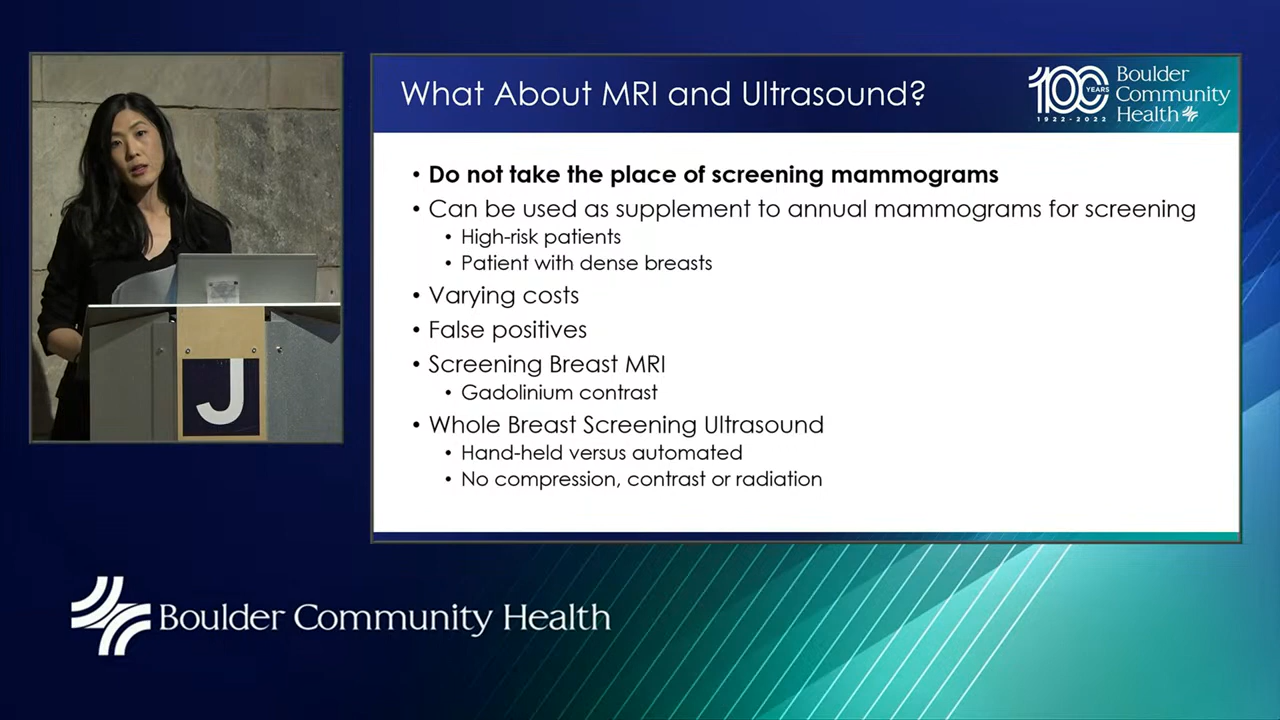 What About MRI and Ultrasound?
100
YEARS
1922-2022
Boulder
Community
Health
• Do not take the place of screening mammograms
• Can be used as supplement to annual mammograms for screening
• High-risk patients
• Patient with dense breasts
• Varying costs
• False positives
• Screening Breast MRI
• Gadolinium contrast
• Whole Breast Screening Ultrasound
• Hand-held versus automated
• No compression, contrast or radiation
J
Boulder Community Health